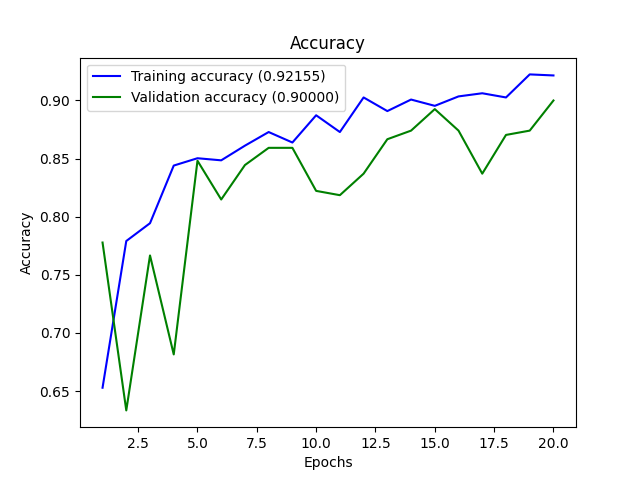 Accuracy
Training accuracy (0.92155)
Validation accuracy (0.90000)
0.90
0.85
0.80
0.75
0.70
0.65
Accuracy
2.5 5.0 7.5 10.0 12.5 15.0 17.5 20.0
Epochs